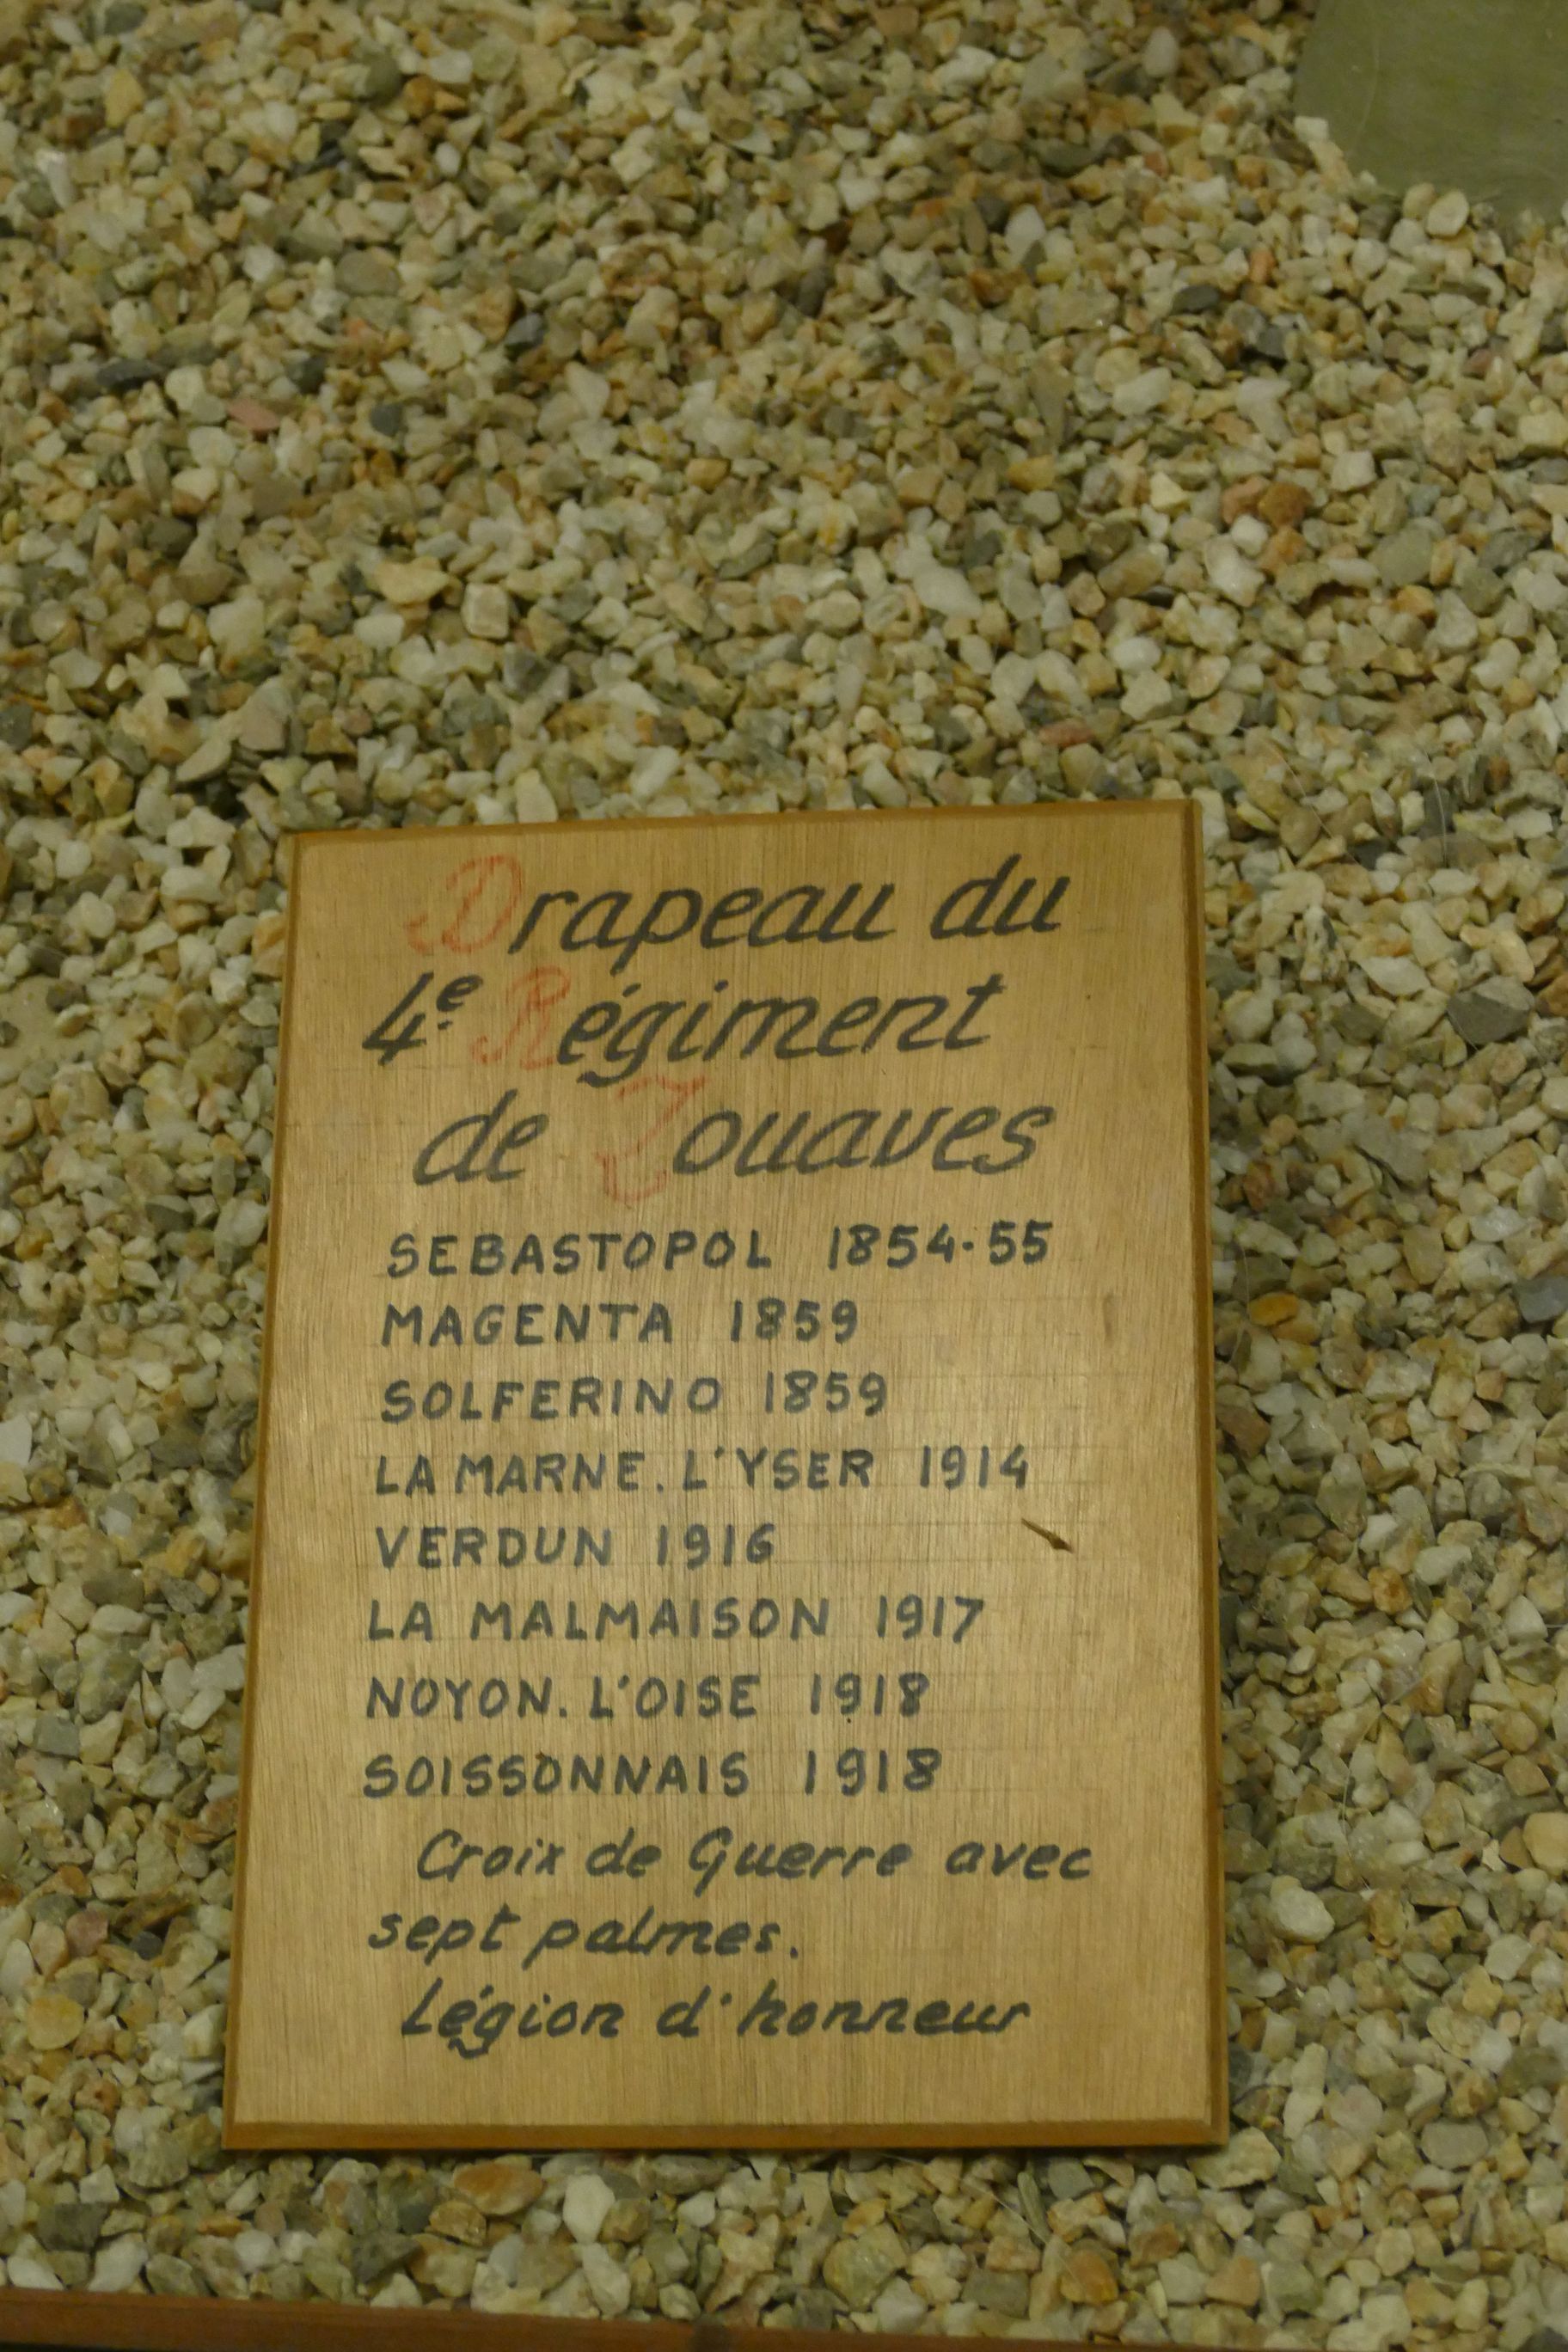 Drapeau du
4e. Régiment
de Zouaves
SEBASTOPOL 1854-55
MAGENTA 1859
SOLFERINO 1859
LA MARNE. L'YSER 1914
VERDUN 1916
LA MALMAISON 1917
NOYON. L'OISE 1918
SOISSONNAIS 1918
Croix de Guerre avec
sept palmes.
Légion d'honneur